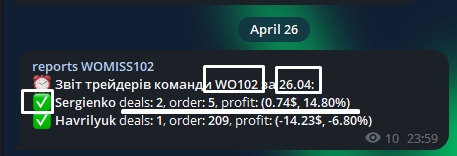 April 26
reports WOMISS102
⏰ Звіт трейдерів команди WO102 за 26.04:
✅ Sergienko deals: 2, order: 5, profit: (0.74$, 14.80%)
✅ Havrilyuk deals: 1, order: 209, profit: (-14.23$, -6.80%)
10 23:59